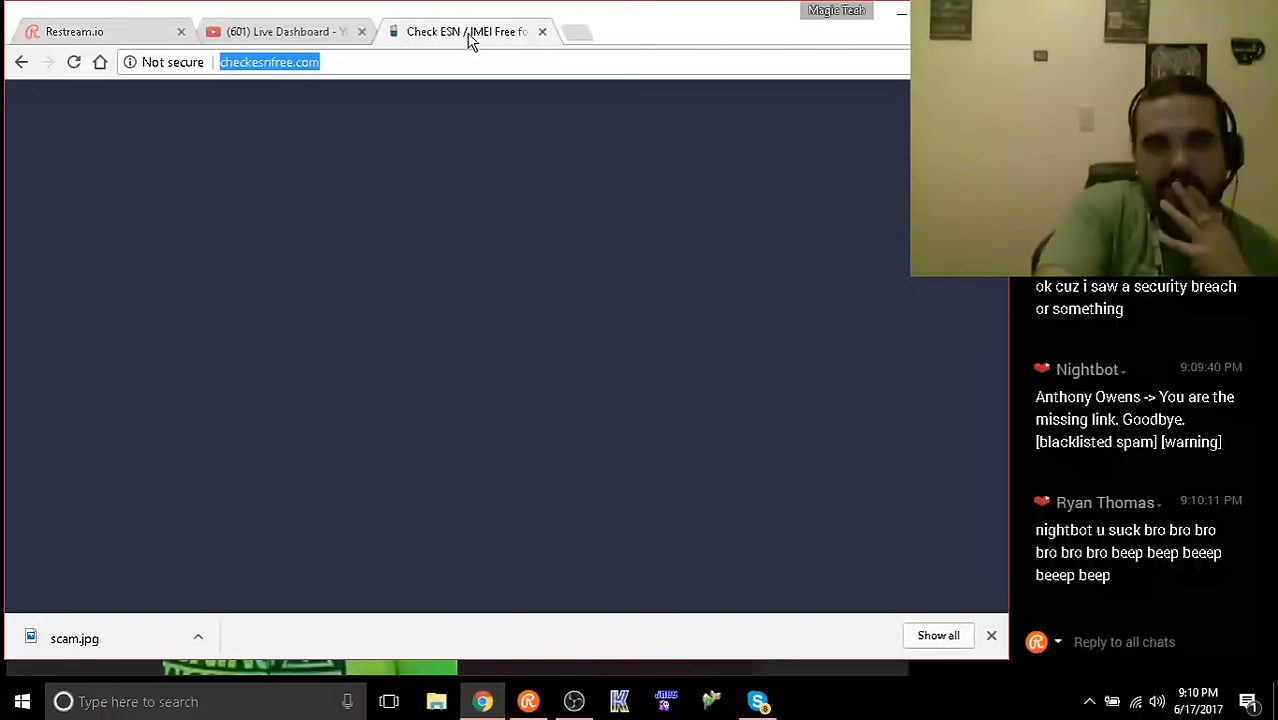 Magic Tech
Restream.io
(601) Live Dashboard - Y
Check ESN / IMEI Free fo
Not secure
checkesnfree.com
ok cuz i saw a security breach
or something
Nightbot
9:09:40 PM
Anthony Owens -> You are the
missing link. Goodbye.
[blacklisted spam] [warning]
Ryan Thomas
9:10:11 PM
nightbot u suck bro bro bro
bro bro bro beep beep beeep
beeep beep
Reply to all chats
scam.jpg
Show all
Type here to search
9:10 PM
6/17/2017